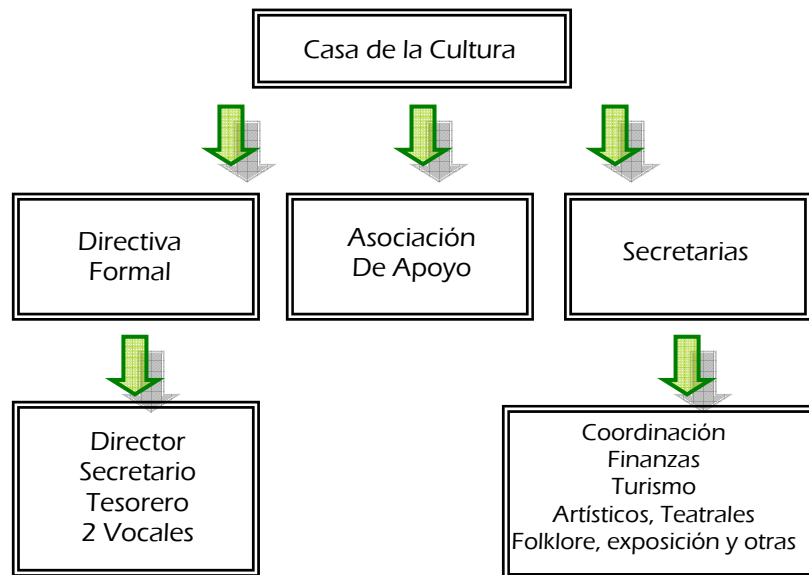 Casa de la Cultura
Directiva
Formal
Asociación
De Apoyo
Secretarias
Director
Secretario
Tesorero
2 Vocales
Coordinación
Finanzas
Turismo
Artísticos, Teatrales
Folklore, exposición y otras